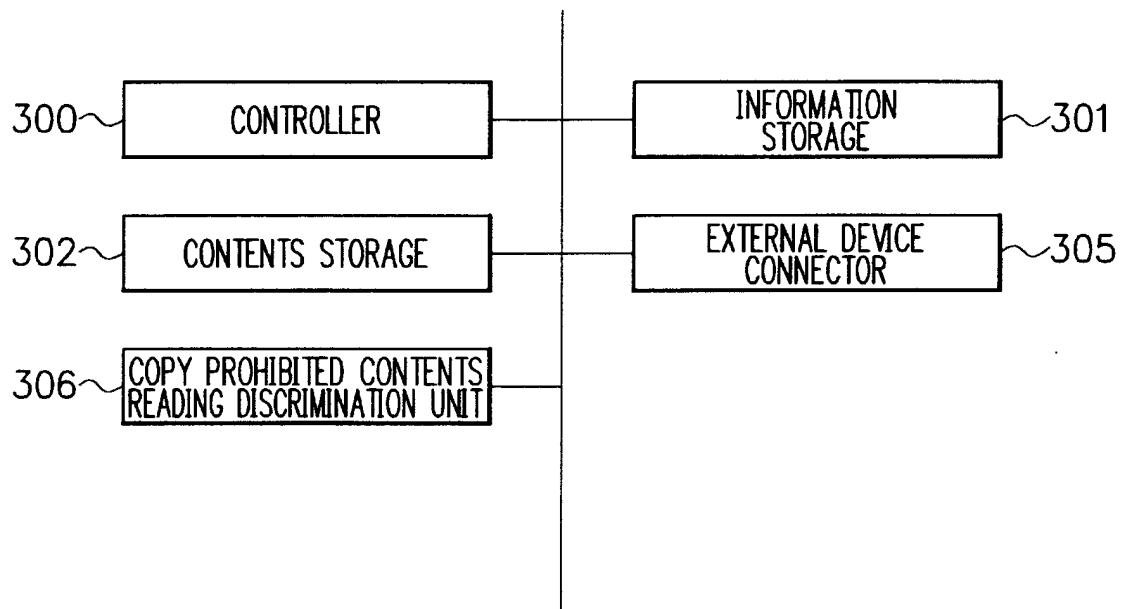 300
CONTROLLER
INFORMATION
STORAGE
301
302
CONTENTS STORAGE
EXTERNAL DEVICE
CONNECTOR
305
306
COPY PROHIBITED CONTENTS
READING DISCRIMINATION UNIT